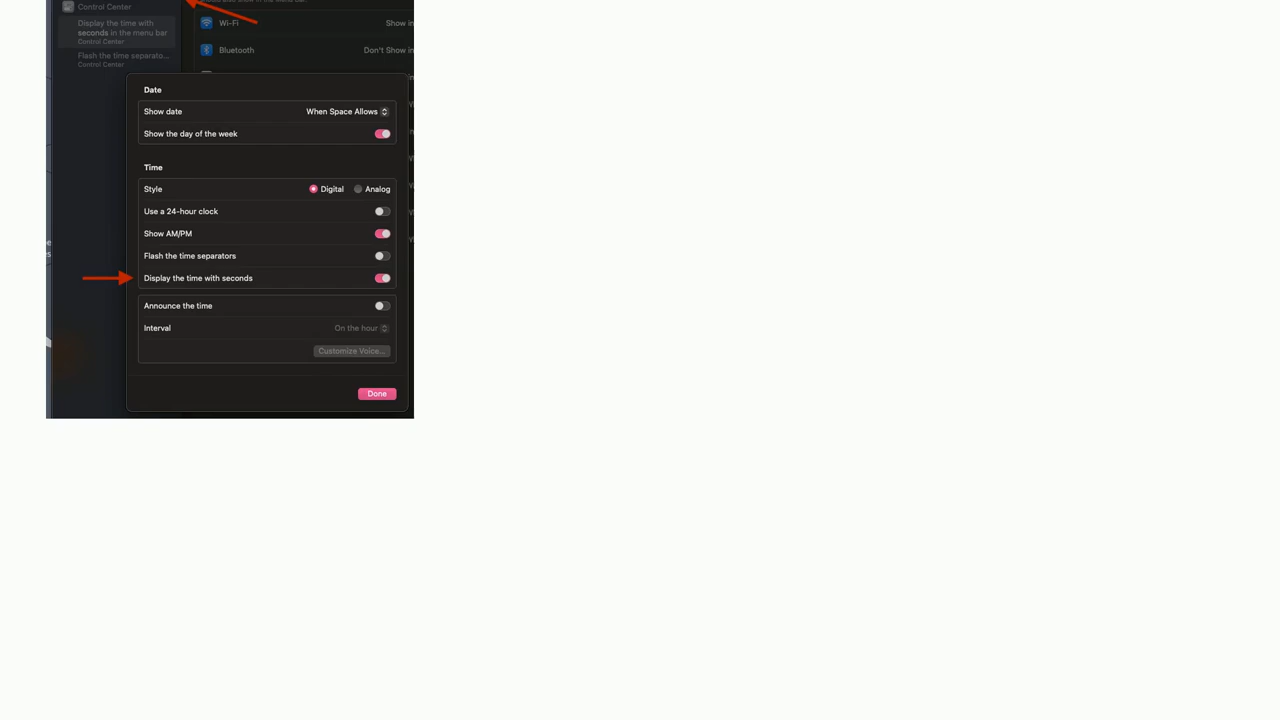 Control Center
Display the time with
seconds in the menu bar
Control Center
Flash the time separato...
Control Center
Wi-Fi
Show in
Bluetooth
Don't Show in
Date
Show date
When Space Allows
Show the day of the week
Time
Style
Digital
Analog
Use a 24-hour clock
Show AM/PM
Flash the time separators
Display the time with seconds
Announce the time
Interval
On the hour
Customize Voice...
Done